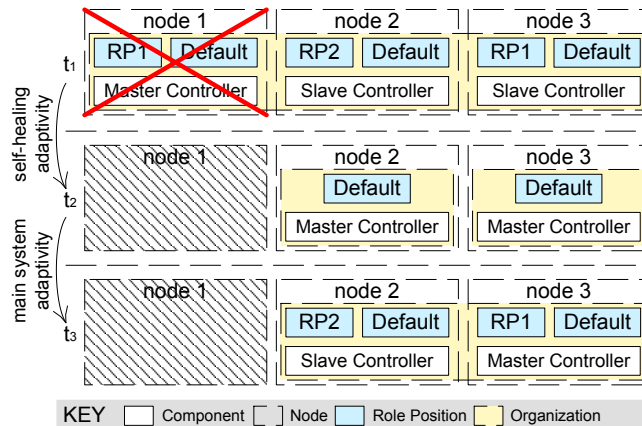 node 1 node 2 node 3
t1 RP1 Default RP2 Default RP1 Default
Master Controller Slave Controller Slave Controller
self-healing
adaptivity
node 1 node 2 node 3
t2 Default Default
Master Controller Master Controller
main system
adaptivity
node 1 node 2 node 3
t3 RP2 Default RP1 Default
Slave Controller Master Controller
KEY Component Node Role Position Organization